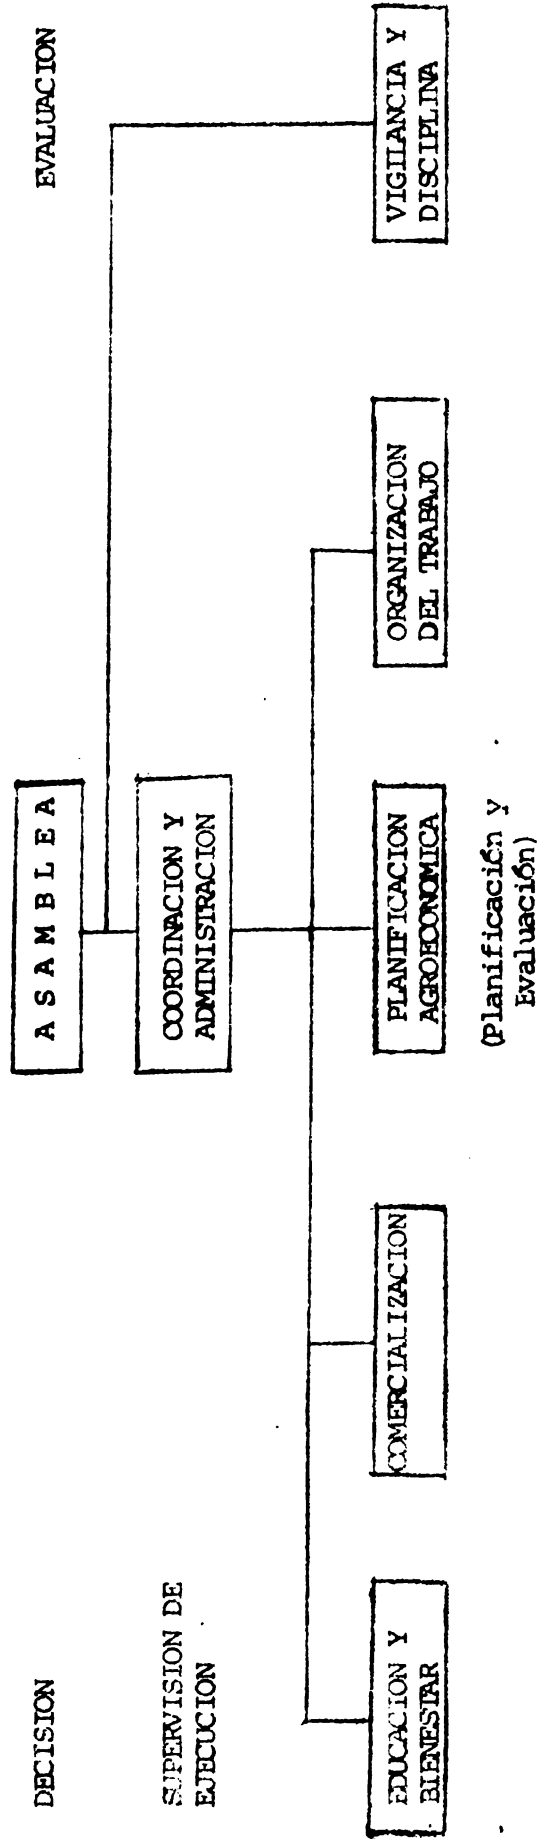 DECISION
A S A M B L E A
EVALUACION
SUPERVISION DE
EJECUCION
COORDINACION Y
ADMINISTRACION
EDUCACION Y
BIENESTAR
COMERCIALIZACION
PLANIFICACION
AGROECONOMICA
(Planificación y
Evaluación)
ORGANIZACION
DEL TRABAJO
VIGILANCIA Y
DISCIPLINA